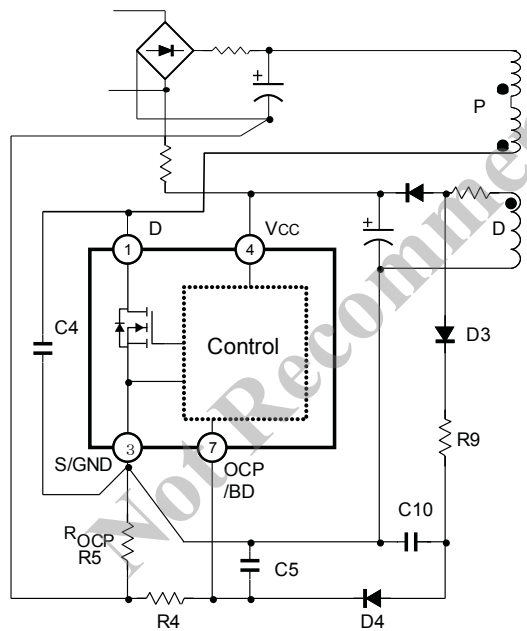 +
P
D
VCC
1
4
+
D
C4
Control
D3
R9
3
7
S/GND
OCP
/BD
ROCP
R5
C10
C5
R4
D4
Not Recomme